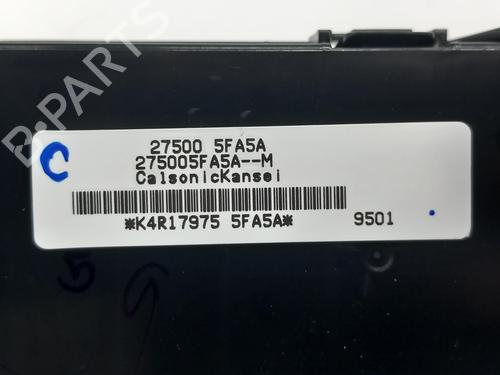 B-PARTS
C
27500 5FA5A
275005FA5A--M
CalsonicKansei
*K4R17975 5FA5A*
9501